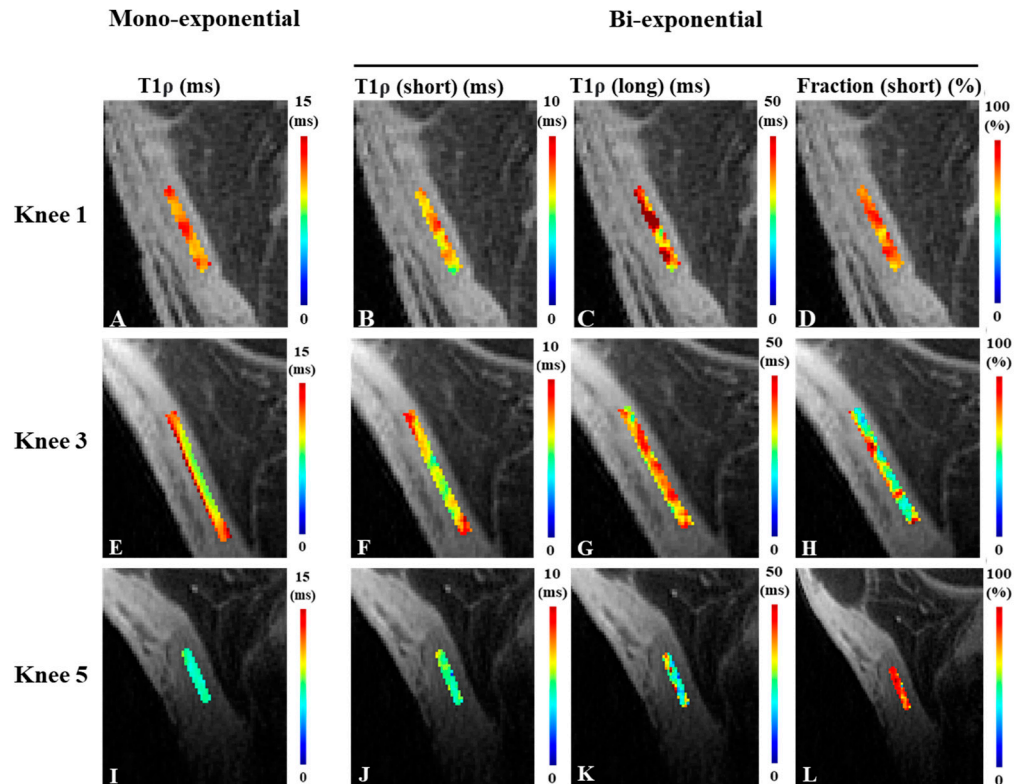 Mono-exponential
Bi-exponential
T1ρ (ms)
T1ρ (short) (ms)
T1ρ (long) (ms)
Fraction (short) (%)
15
(ms)
10
(ms)
50
(ms)
100%
(%)
Knee 1
A
0
B
0
C
0
D
0
15
(ms)
10
(ms)
50
(ms)
100%
(%)
Knee 3
E
0
F
0
G
0
H
0
15
(ms)
10
(ms)
50
(ms)
100%
(%)
Knee 5
I
0
J
0
K
0
L
0